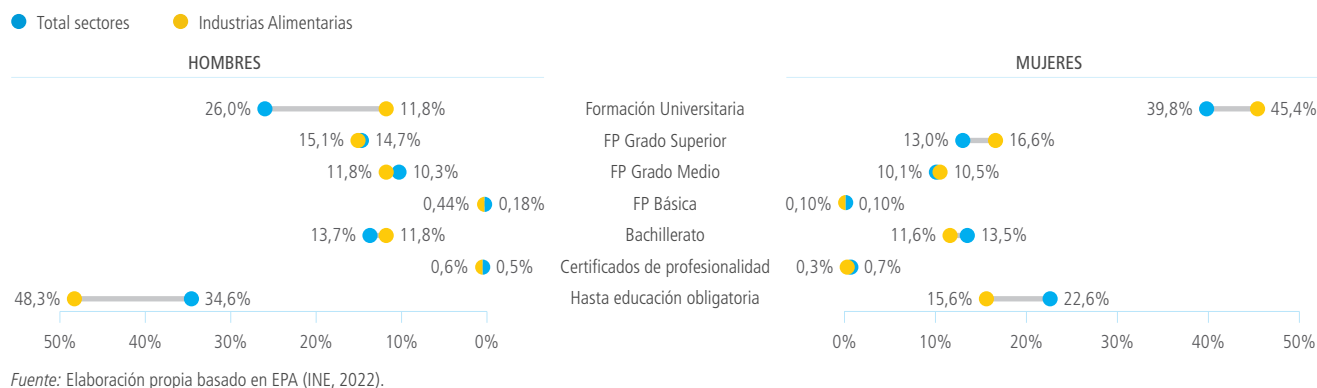 Total sectores Industrias Alimentarias
HOMBRES MUJERES
26,0% 11,8% Formación Universitaria 39,8% 45,4%
15,1% 14,7% FP Grado Superior 13,0% 16,6%
11,8% 10,3% FP Grado Medio 10,1% 10,5%
0,44% 0,18% FP Básica 0,10% 0,10%
13,7% 11,8% Bachillerato 11,6% 13,5%
0,6% 0,5% Certificados de profesionalidad 0,3% 0,7%
48,3% 34,6% Hasta educación obligatoria 15,6% 22,6%
50% 40% 30% 20% 10% 0% 0% 10% 20% 30% 40% 50%
Fuente: Elaboración propia basado en EPA (INE, 2022).